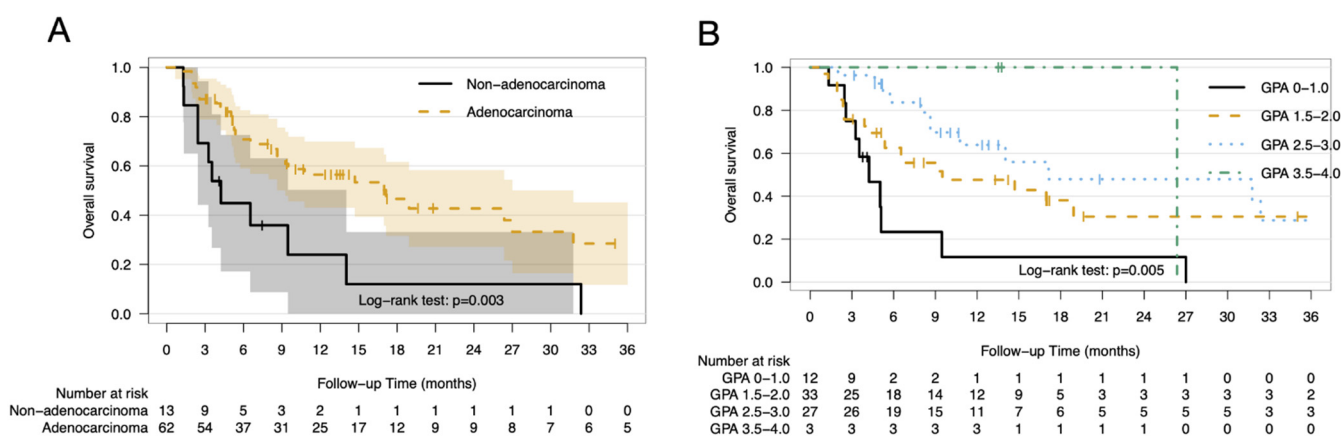 A
Overall survival
1.0
0.8
0.6
0.4
0.2
0.0
Non−adenocarcinoma
Adenocarcinoma
Log−rank test: p=0.003
0 3 6 9 12 15 18 21 24 27 30 33 36
Follow−up Time (months)
Number at risk
Non−adenocarcinoma 13 9 5 3 2 1 1 1 1 1 1 0 0
Adenocarcinoma 62 54 37 31 25 17 12 9 9 8 7 6 5
B
Overall survival
1.0
0.8
0.6
0.4
0.2
0.0
GPA 0−1.0
GPA 1.5−2.0
GPA 2.5−3.0
GPA 3.5−4.0
Log−rank test: p=0.005
0 3 6 9 12 15 18 21 24 27 30 33 36
Follow−up Time (months)
Number at risk
GPA 0−1.0 12 9 2 2 1 1 1 1 1 1 0 0 0
GPA 1.5−2.0 33 25 18 14 12 9 5 3 3 3 3 3 2
GPA 2.5−3.0 27 26 19 15 11 7 6 5 5 5 5 3 3
GPA 3.5−4.0 3 3 3 3 3 1 1 1 1 0 0 0 0